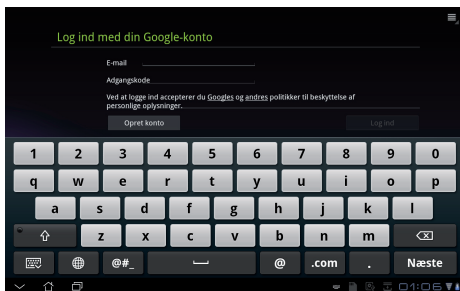 Log ind med din Google-konto
E-mail
Adgangskode
Ved at logge ind accepterer du Googles og andres politikker til beskyttelse af
personlige oplysninger.
Opret konto
Log ind
1 2 3 4 5 6 7 8 9 0
q w e r t y u i o p
a s d f g h j k l
z x c v b n m
@#_ @ .com . Næste
01:06